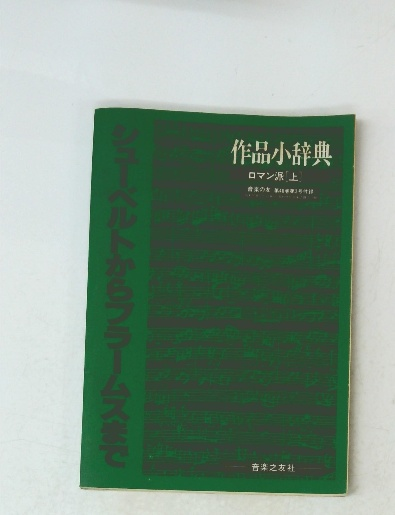 シューベルトからブラームスまで
作品小辞典
ロマン派[上]
音楽の友
音楽之友社